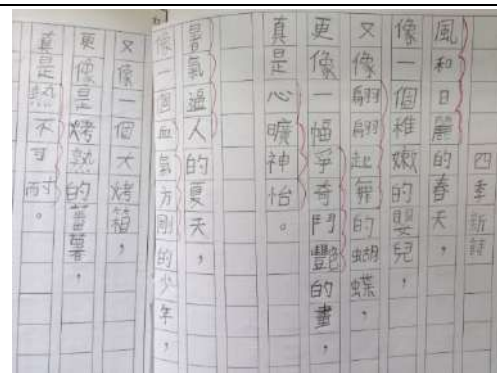 四季新詩
風和日麗的春天，
像一個稚嫩的嬰兒，
又像翩翩起舞的蝴蝶，
更像一幅爭奇鬥豔的畫，
真是心曠神怡。
暑氣逼人的夏天，
像一個血氣方剛的少年，
又像一個大烤箱，
更像是烤熟的蕃薯，
真是熱不可耐。